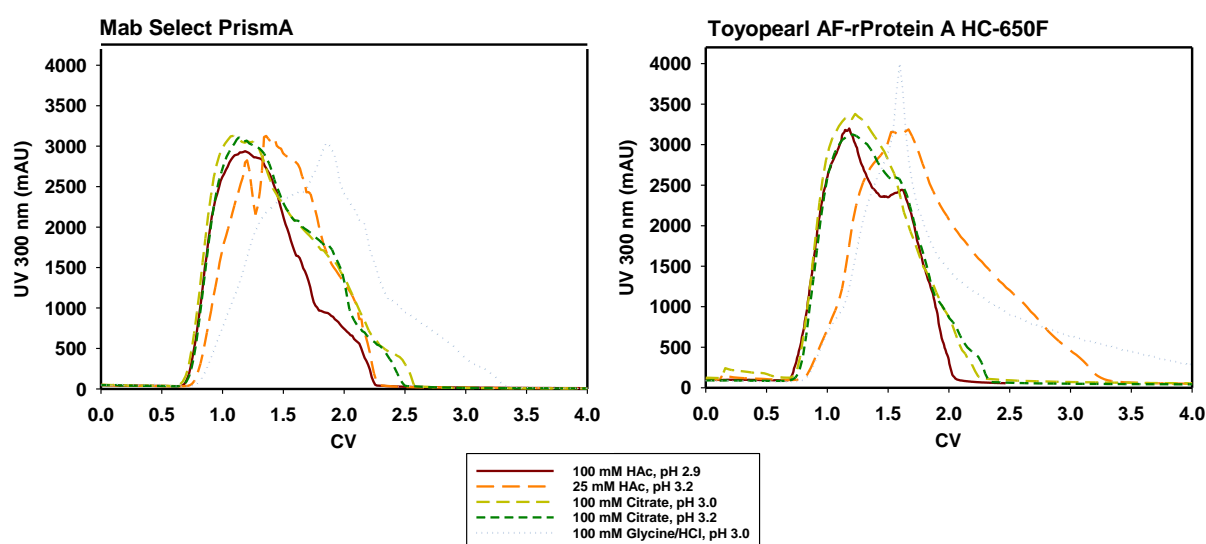 Mab Select PrismA
Toyopearl AF-rProtein A HC-650F
UV 300 nm (mAU)
4000
3500
3000
2500
2000
1500
1000
500
0
0.0 0.5 1.0 1.5 2.0 2.5 3.0 3.5 4.0
CV
UV 300 nm (mAU)
4000
3500
3000
2500
2000
1500
1000
500
0
0.0 0.5 1.0 1.5 2.0 2.5 3.0 3.5 4.0
CV
100 mM HAc, pH 2.9
25 mM HAc, pH 3.2
100 mM Citrate, pH 3.0
100 mM Citrate, pH 3.2
100 mM Glycine/HCl, pH 3.0